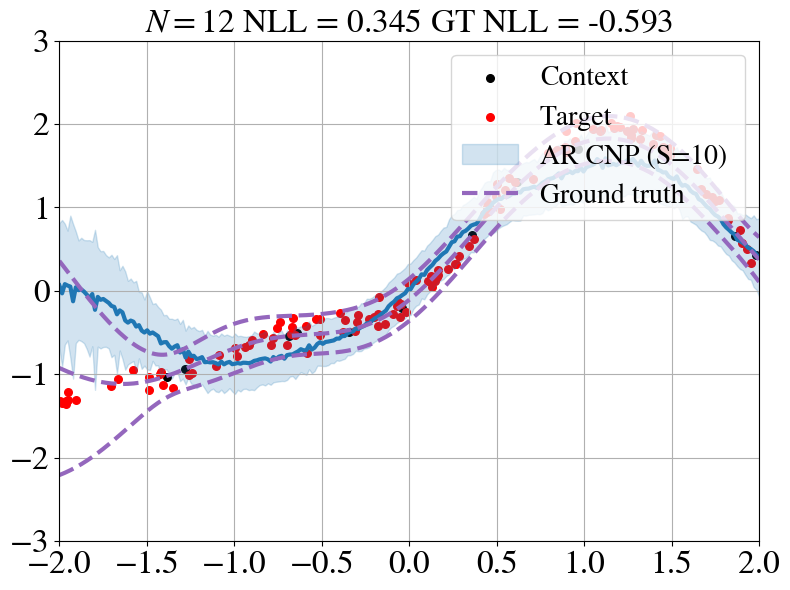 N = 12 NLL = 0.345 GT NLL = -0.593
3
2
1
0
−1
−2
−3
Context
Target
AR CNP (S=10)
Ground truth
−2.0 −1.5 −1.0 −0.5 0.0 0.5 1.0 1.5 2.0